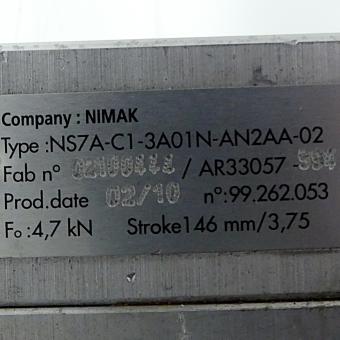 Company : NIMAK
Type :NS7A-C1-3A01N-AN2AA-02
Fab n° / AR33057 -
Prod.date 02/10 n°:99.262.053
Fo :4,7 kN Stroke146 mm/3,75